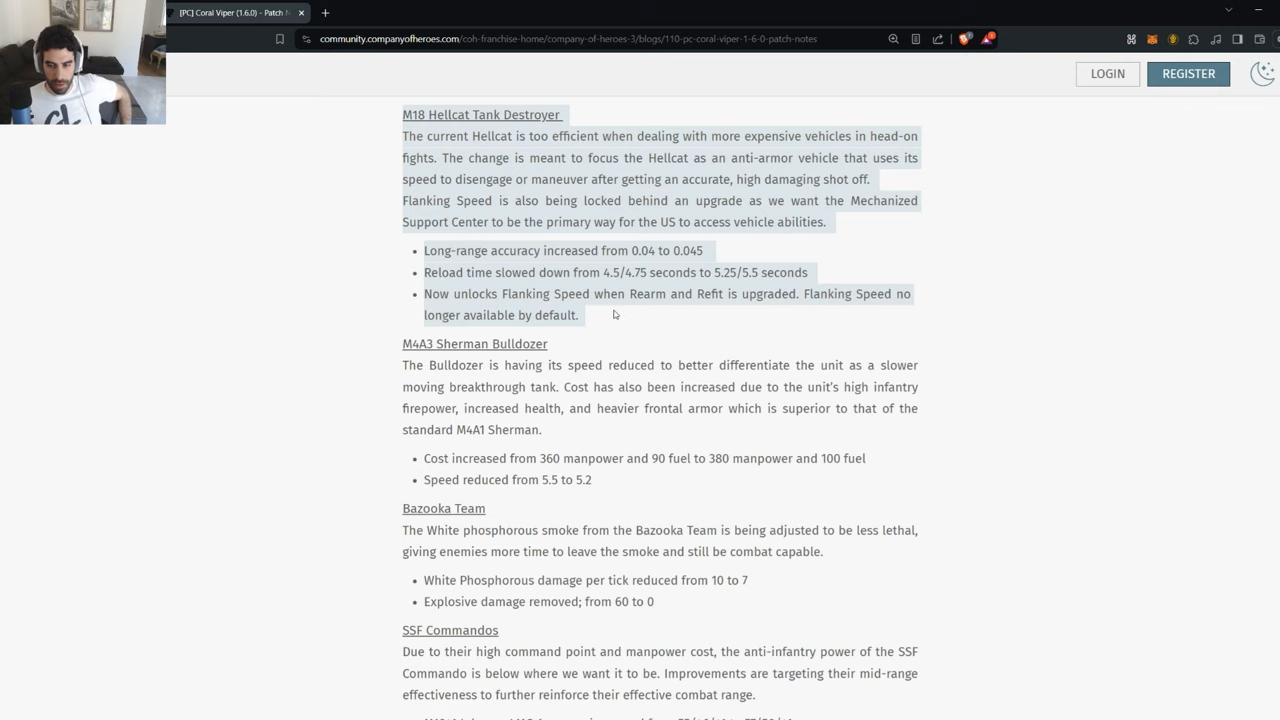 [PC] Coral Viper (1.6.0) - Patch N
community.companyofheroes.com/coh-franchise-home/company-of-heroes-3/blogs/110-pc-coral-viper-1-6-0-patch-notes
LOGIN
REGISTER
M18 Hellcat Tank Destroyer
The current Hellcat is too efficient when dealing with more expensive vehicles in head-on
fights. The change is meant to focus the Hellcat as an anti-armor vehicle that uses its
speed to disengage or maneuver after getting an accurate, high damaging shot off.
Flanking Speed is also being locked behind an upgrade as we want the Mechanized
Support Center to be the primary way for the US to access vehicle abilities.
• Long-range accuracy increased from 0.04 to 0.045
• Reload time slowed down from 4.5/4.75 seconds to 5.25/5.5 seconds
• Now unlocks Flanking Speed when Rearm and Refit is upgraded. Flanking Speed no
longer available by default.
M4A3 Sherman Bulldozer
The Bulldozer is having its speed reduced to better differentiate the unit as a slower
moving breakthrough tank. Cost has also been increased due to the unit's high infantry
firepower, increased health, and heavier frontal armor which is superior to that of the
standard M4A1 Sherman.
• Cost increased from 360 manpower and 90 fuel to 380 manpower and 100 fuel
• Speed reduced from 5.5 to 5.2
Bazooka Team
The White phosphorous smoke from the Bazooka Team is being adjusted to be less lethal,
giving enemies more time to leave the smoke and still be combat capable.
• White Phosphorous damage per tick reduced from 10 to 7
• Explosive damage removed; from 60 to 0
SSF Commandos
Due to their high command point and manpower cost, the anti-infantry power of the SSF
Commando is below where we want it to be. Improvements are targeting their mid-range
effectiveness to further reinforce their effective combat range.